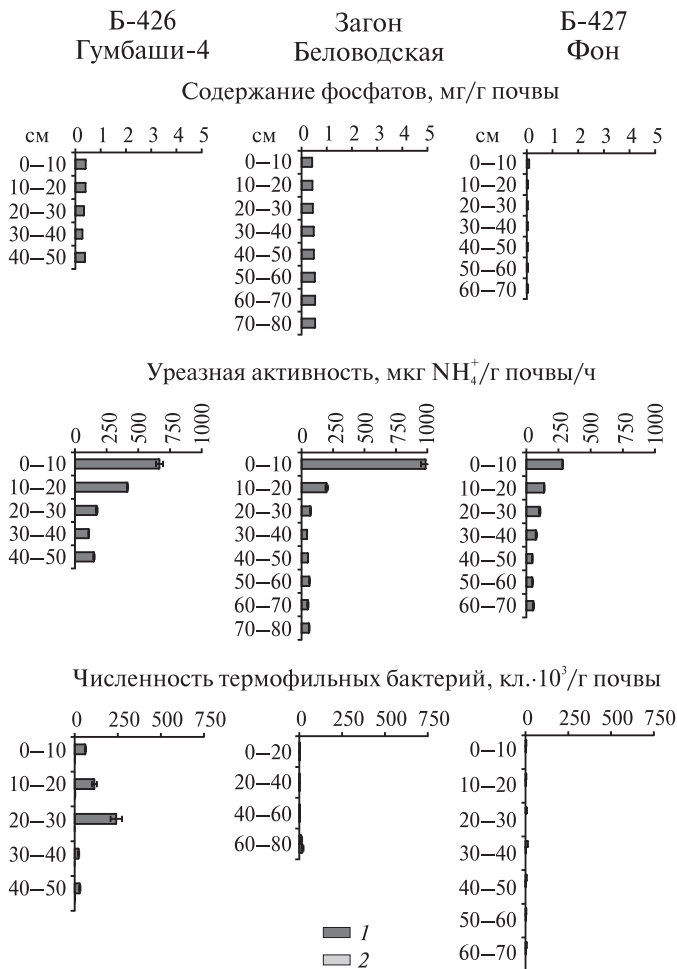 Б-426 Загон Б-427
Гумбаши-4 Беловодская Фон
Содержание фосфатов, мг/г почвы
см 0 1 2 3 4 5 см 0 1 2 3 4 5 см 0 1 2 3 4 5
0–10 0–10 0–10
10–20 10–20 10–20
20–30 20–30 20–30
30–40 30–40 30–40
40–50 40–50 40–50
50–60 50–60
60–70 60–70
70–80
Уреазная активность, мкг NH₄⁺/г почвы/ч
0 250 500 750 1000 0 250 500 750 1000 0 250 500 750 1000
0–10 0–10 0–10
10–20 10–20 10–20
20–30 20–30 20–30
30–40 30–40 30–40
40–50 40–50 40–50
50–60 50–60
60–70 60–70
70–80
Численность термофильных бактерий, кл.·10³/г почвы
0 250 500 750 0 250 500 750 0 250 500 750
0–10 0–20 0–10
10–20 20–40 10–20
20–30 40–60 20–30
30–40 60–80 30–40
40–50 40–50
50–60
60–70
1
2